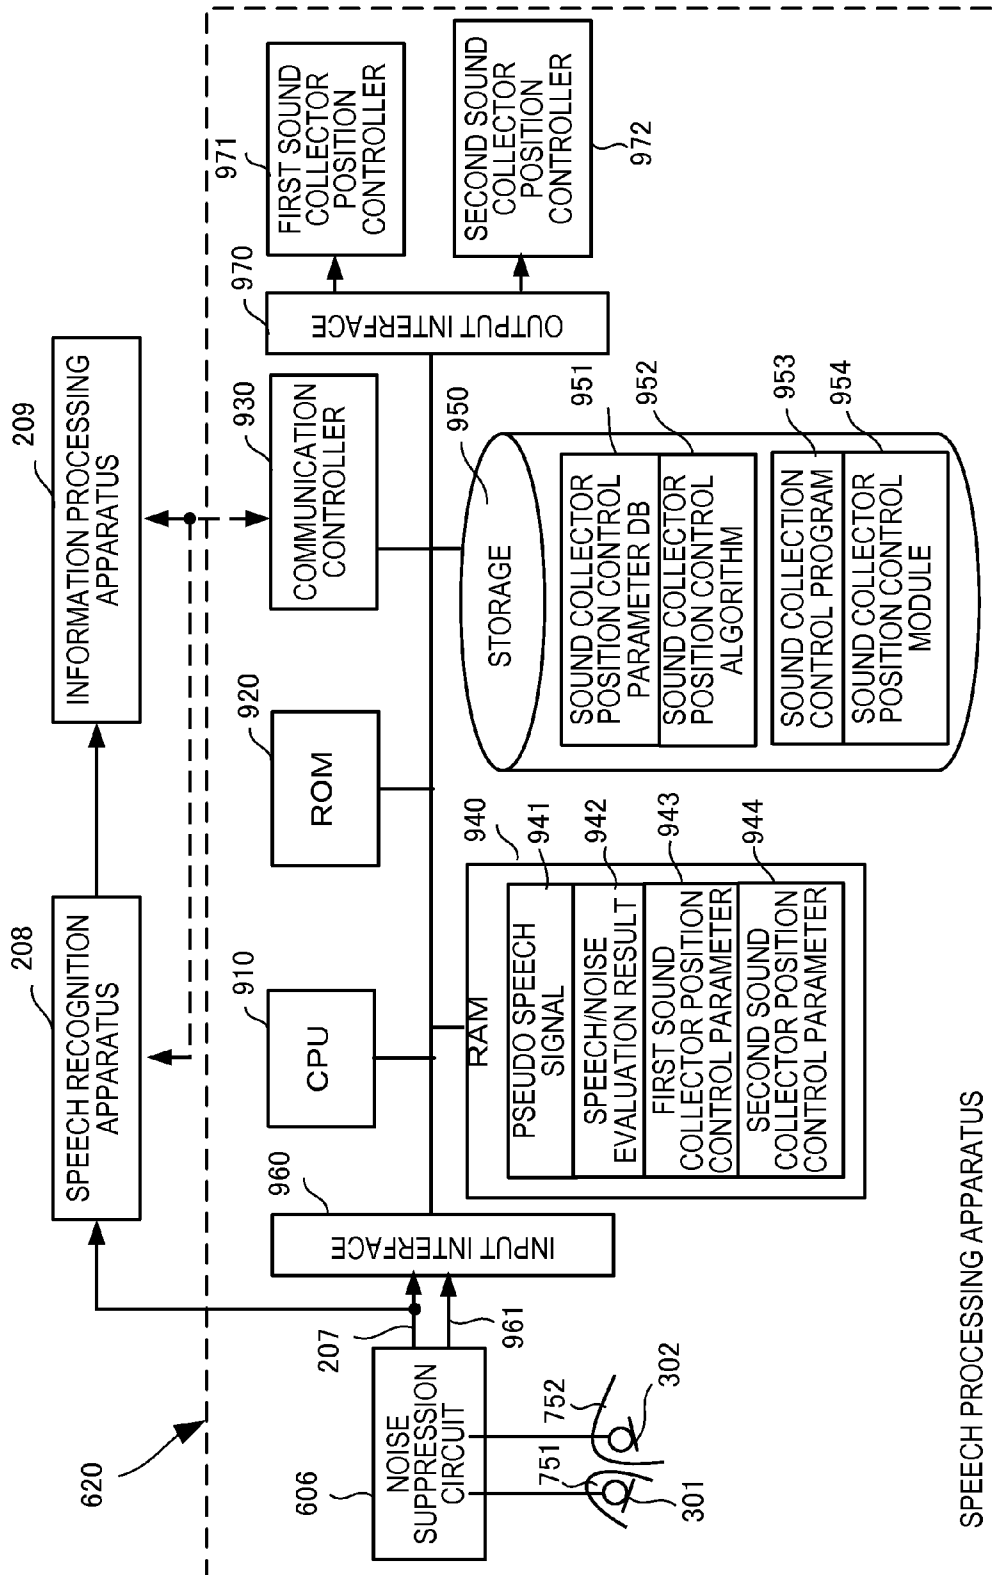 620
208
SPEECH RECOGNITION
APPARATUS
209
INFORMATION PROCESSING
APPARATUS
606
NOISE
SUPPRESSION
CIRCUIT
207
961
751
752
301
302
960
INPUT INTERFACE
910
CPU
920
ROM
930
COMMUNICATION
CONTROLLER
970
OUTPUT INTERFACE
971
FIRST SOUND
COLLECTOR
POSITION
CONTROLLER
SECOND SOUND
COLLECTOR
POSITION
CONTROLLER
972
RAM
940
PSEUDO SPEECH
SIGNAL
941
SPEECH/NOISE
EVALUATION RESULT
942
FIRST SOUND
COLLECTOR POSITION
CONTROL PARAMETER
943
SECOND SOUND
COLLECTOR POSITION
CONTROL PARAMETER
944
STORAGE
950
SOUND COLLECTOR
POSITION CONTROL
PARAMETER DB
951
SOUND COLLECTOR
POSITION CONTROL
ALGORITHM
952
SOUND COLLECTION
CONTROL PROGRAM
953
SOUND COLLECTOR
POSITION CONTROL
MODULE
954
SPEECH PROCESSING APPARATUS